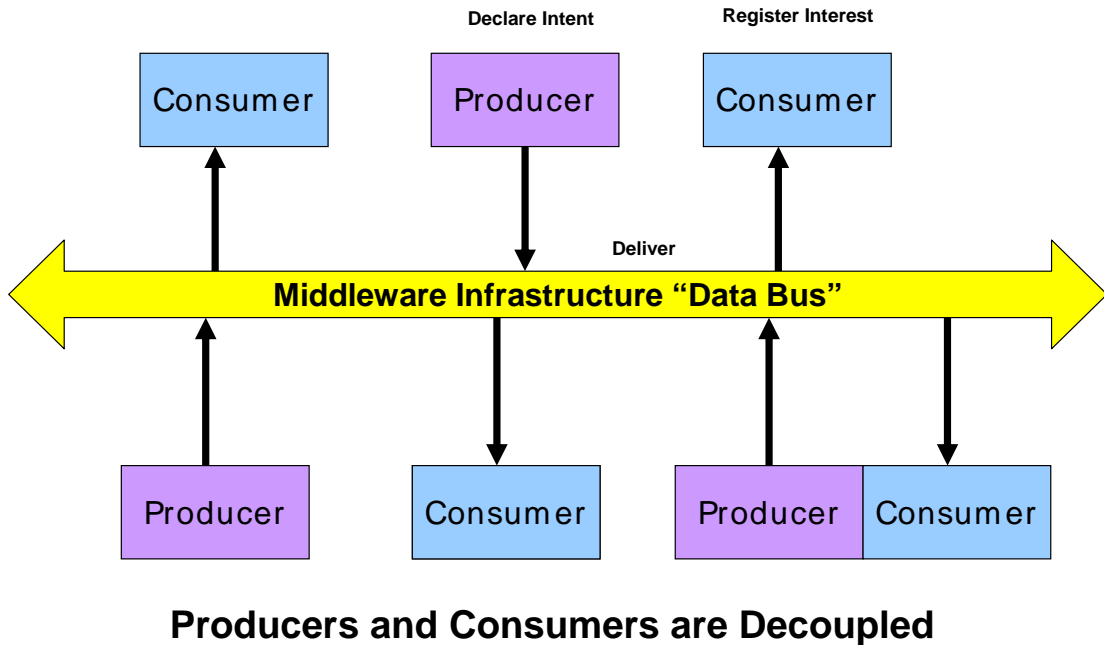 Declare Intent
Register Interest
Consumer
Producer
Consumer
Deliver
Middleware Infrastructure “Data Bus”
Producer
Consumer
Producer
Consumer
Producers and Consumers are Decoupled